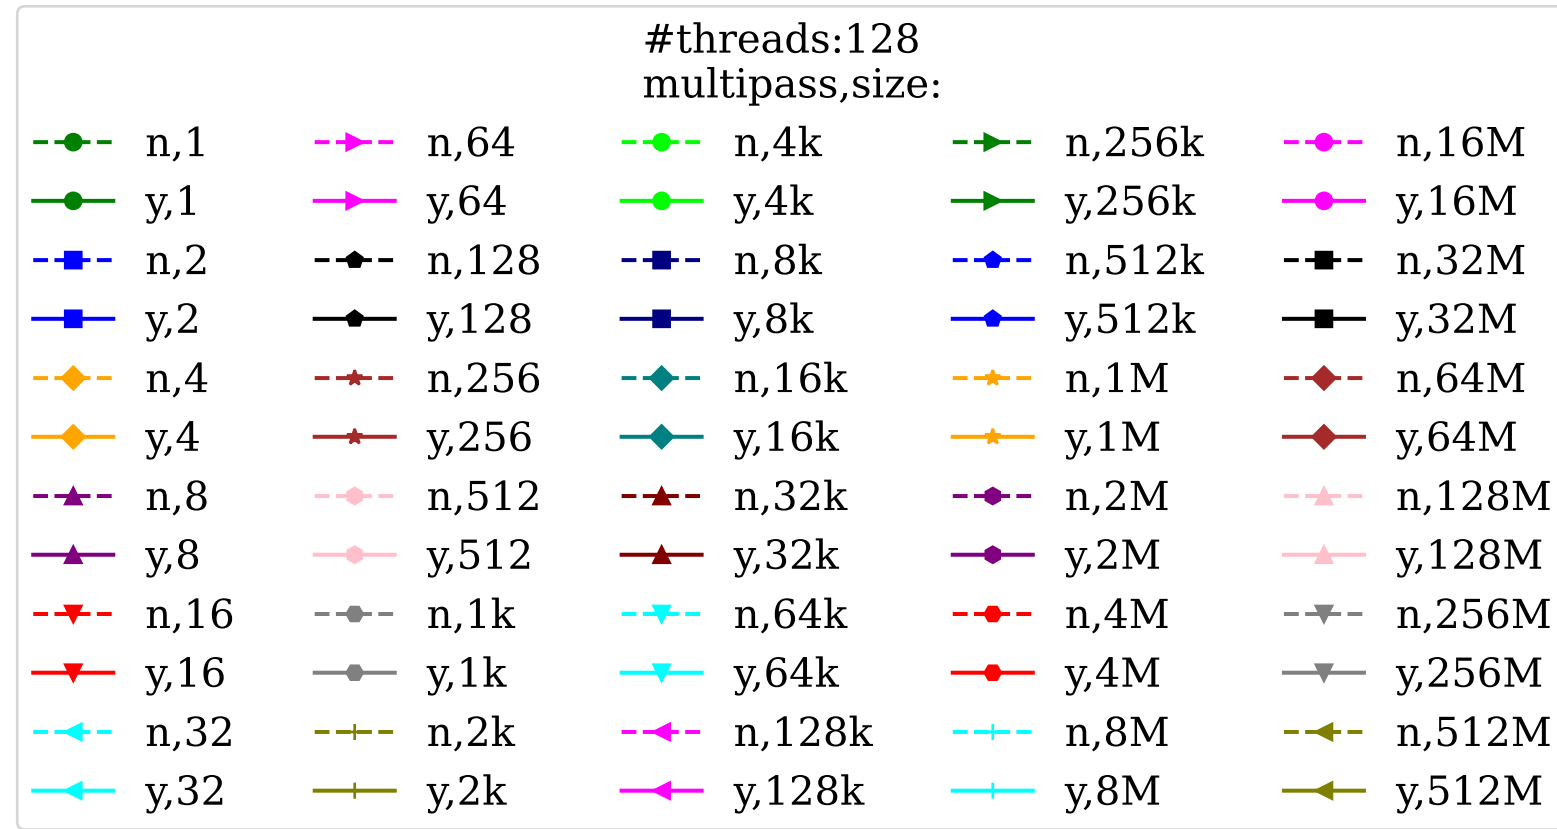 #threads:128
multipass,size:
n,1 n,64 n,4k n,256k n,16M
y,1 y,64 y,4k y,256k y,16M
n,2 n,128 n,8k n,512k n,32M
y,2 y,128 y,8k y,512k y,32M
n,4 n,256 n,16k n,1M n,64M
y,4 y,256 y,16k y,1M y,64M
n,8 n,512 n,32k n,2M n,128M
y,8 y,512 y,32k y,2M y,128M
n,16 n,1k n,64k n,4M n,256M
y,16 y,1k y,64k y,4M y,256M
n,32 n,2k n,128k n,8M n,512M
y,32 y,2k y,128k y,8M y,512M